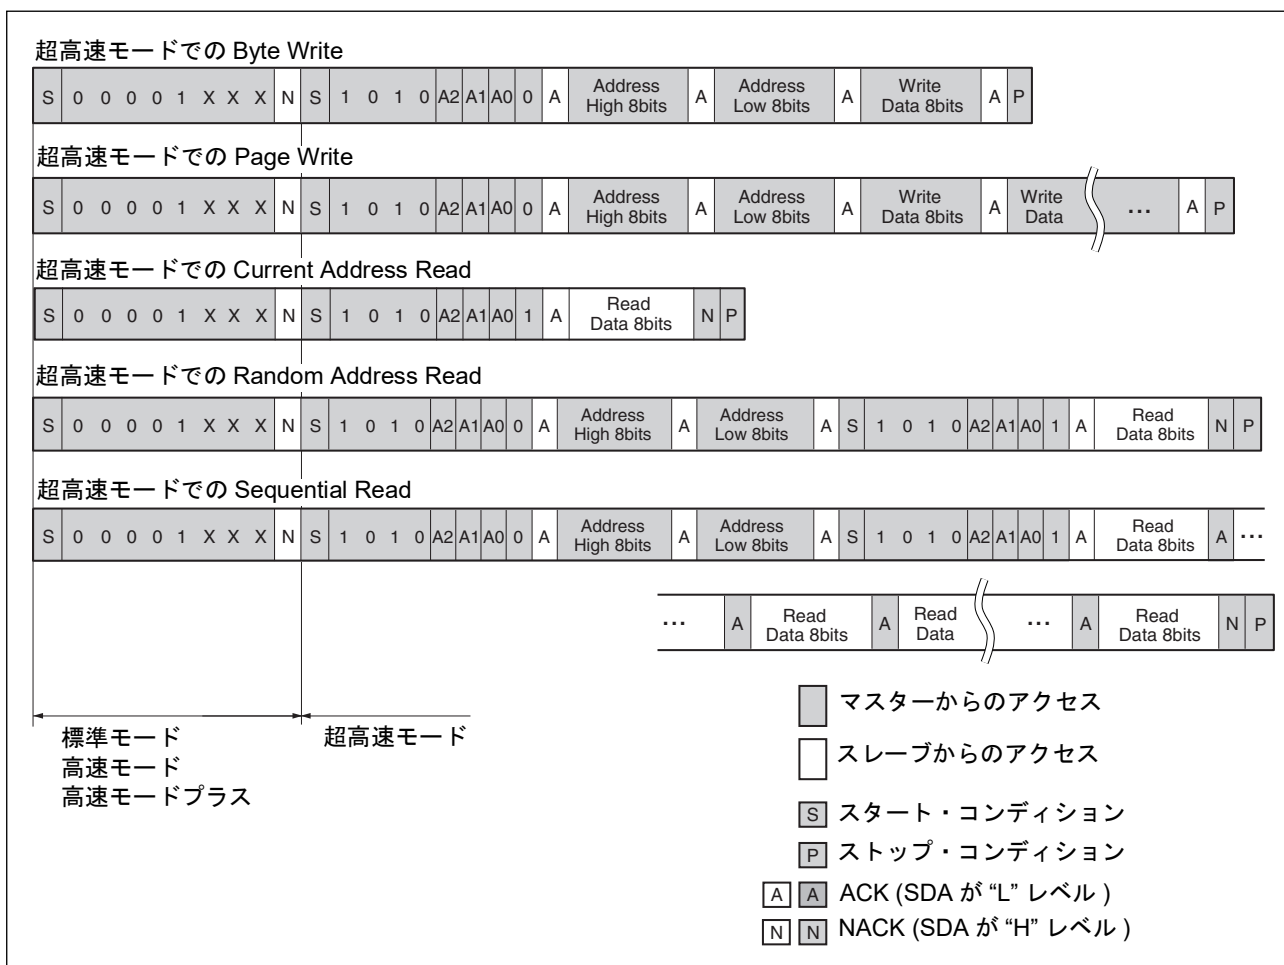 超高速モードでの Byte Write
S 0 0 0 0 1 X X X N S 1 0 1 0 A2 A1 A0 0 A Address High 8bits A Address Low 8bits A Write Data 8bits A P
超高速モードでの Page Write
S 0 0 0 0 1 X X X N S 1 0 1 0 A2 A1 A0 0 A Address High 8bits A Address Low 8bits A Write Data 8bits A Write Data ... A P
超高速モードでの Current Address Read
S 0 0 0 0 1 X X X N S 1 0 1 0 A2 A1 A0 1 A Read Data 8bits N P
超高速モードでの Random Address Read
S 0 0 0 0 1 X X X N S 1 0 1 0 A2 A1 A0 0 A Address High 8bits A Address Low 8bits A S 1 0 1 0 A2 A1 A0 1 A Read Data 8bits N P
超高速モードでの Sequential Read
S 0 0 0 0 1 X X X N S 1 0 1 0 A2 A1 A0 0 A Address High 8bits A Address Low 8bits A S 1 0 1 0 A2 A1 A0 1 A Read Data 8bits A ...
... A Read Data 8bits A Read Data ... A Read Data 8bits N P
標準モード
高速モード
高速モードプラス
超高速モード
マスターからのアクセス
スレーブからのアクセス
S スタート・コンディション
P ストップ・コンディション
A A ACK (SDA が “L” レベル )
N N NACK (SDA が “H” レベル )